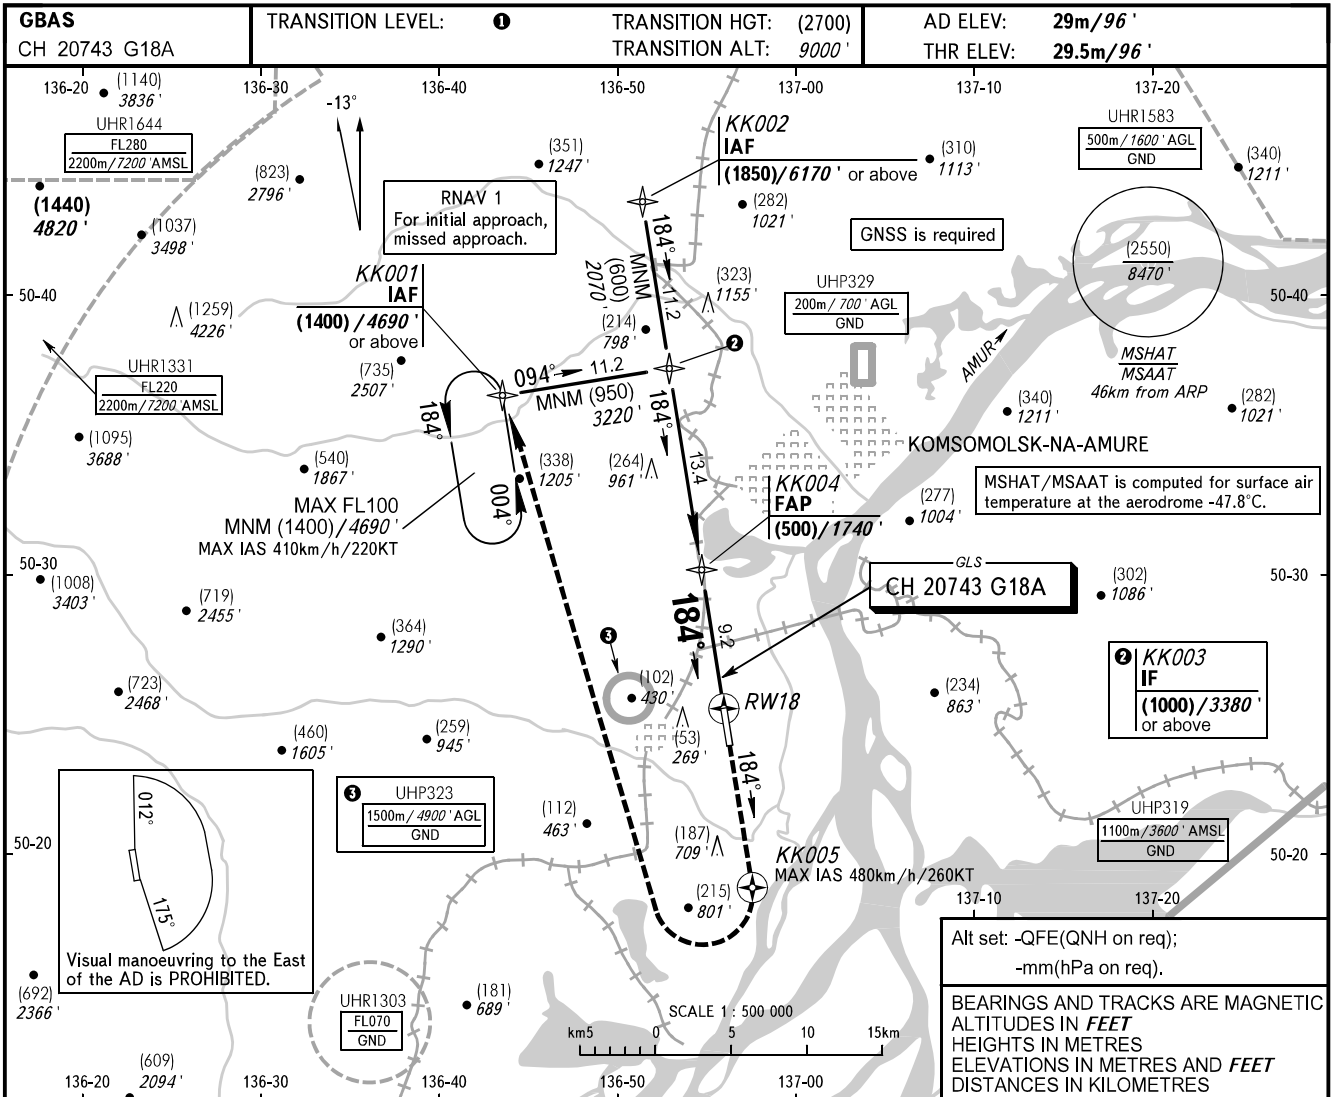 GBAS
CH 20743 G18A
TRANSITION LEVEL: ❶
TRANSITION HGT: (2700)
TRANSITION ALT: 9000 '
AD ELEV: 29m/96 '
THR ELEV: 29.5m/96 '
136-20
136-30
136-40
136-50
137-00
137-10
137-20
(1140)
3836 '
-13°
UHR1644
FL280
2200m/7200 'AMSL
(823)
2796 '
(351)
1247 '
KK002
IAF
(1850)/6170 ' or above
(310)
1113 '
UHR1583
500m/1600 ' AGL
GND
(340)
1211 '
(1440)
4820 '
(1037)
3498 '
RNAV 1
For initial approach,
missed approach.
(282)
1021 '
GNSS is required
(2550)
8470 '
184°
MNM
(600)
2070 '
11.2
KK001
IAF
(1400)/4690 '
or above
(323)
1155 '
UHP329
200m/ 700 ' AGL
GND
50-40
50-40
(1259)
4226 '
(214)
798 '
❷
AMUR
MSHAT
MSAAT
46km from ARP
UHR1331
FL220
2200m/7200 'AMSL
(735)
2507 '
094°
11.2
MNM (950)
3220 '
184°
184°
13.4
(340)
1211 '
(282)
1021 '
(1095)
3688 '
KOMSOMOLSK-NA-AMURE
(540)
1867 '
(338)
1205 '
(264)
961 '
KK004
FAP
(500)/1740 '
MSHAT/MSAAT is computed for surface air
temperature at the aerodrome -47.8°C.
004°
MAX FL100
MNM (1400)/4690 '
MAX IAS 410km/h/220KT
(277)
1004 '
50-30
50-30
GLS
CH 20743 G18A
(1008)
3403 '
(719)
2455 '
(302)
1086 '
184°
9.2
(364)
1290 '
❸
❷ KK003
IF
(1000)/3380 '
or above
(723)
2468 '
(102)
430 '
RW18
(234)
863 '
(460)
1605 '
(259)
945 '
(53)
269 '
184°
012°
175°
Visual manoeuvring to the East
of the AD is PROHIBITED.
❸ UHP323
1500m/4900 'AGL
GND
(112)
463 '
(187)
709 '
UHP319
1100m/3600 ' AMSL
GND
50-20
50-20
KK005
MAX IAS 480km/h/260KT
(215)
801 '
137-10
137-20
(692)
2366 '
UHR1303
FL070
GND
(181)
689 '
SCALE 1 : 500 000
km5 0 5 10 15km
Alt set: -QFE(QNH on req);
-mm(hPa on req).
BEARINGS AND TRACKS ARE MAGNETIC
ALTITUDES IN FEET
HEIGHTS IN METRES
ELEVATIONS IN METRES AND FEET
DISTANCES IN KILOMETRES
(609)
2094 '
136-20
136-30
136-40
136-50
137-00